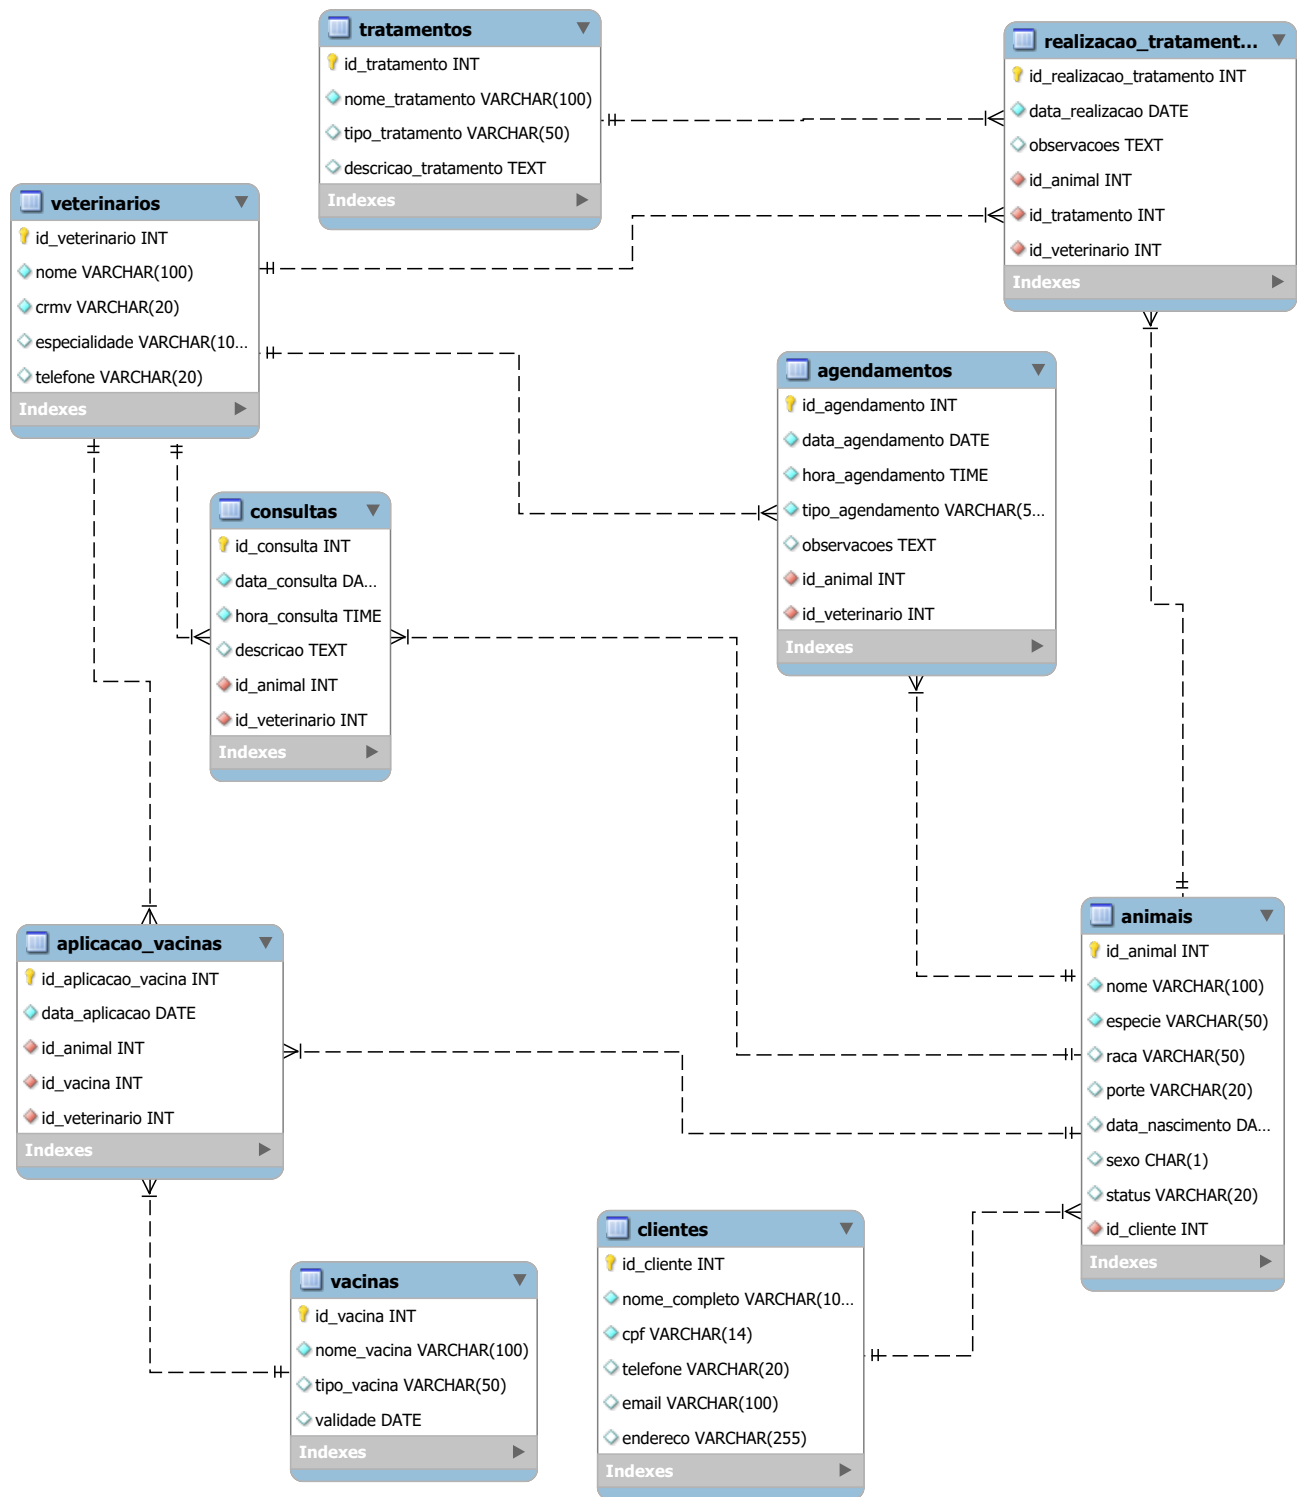 tratamentos
id_tratamento INT
nome_tratamento VARCHAR(100)
tipo_tratamento VARCHAR(50)
descricao_tratamento TEXT
Indexes
realizacao_tratament...
id_realizacao_tratamento INT
data_realizacao DATE
observacoes TEXT
id_animal INT
id_tratamento INT
id_veterinario INT
Indexes
veterinarios
id_veterinario INT
nome VARCHAR(100)
crmv VARCHAR(20)
especialidade VARCHAR(10...
telefone VARCHAR(20)
Indexes
agendamentos
id_agendamento INT
data_agendamento DATE
hora_agendamento TIME
tipo_agendamento VARCHAR(5...
observacoes TEXT
id_animal INT
id_veterinario INT
Indexes
consultas
id_consulta INT
data_consulta DA...
hora_consulta TIME
descricao TEXT
id_animal INT
id_veterinario INT
Indexes
animais
id_animal INT
nome VARCHAR(100)
especie VARCHAR(50)
raca VARCHAR(50)
porte VARCHAR(20)
data_nascimento DA...
sexo CHAR(1)
status VARCHAR(20)
id_cliente INT
Indexes
aplicacao_vacinas
id_aplicacao_vacina INT
data_aplicacao DATE
id_animal INT
id_vacina INT
id_veterinario INT
Indexes
clientes
id_cliente INT
nome_completo VARCHAR(10...
cpf VARCHAR(14)
telefone VARCHAR(20)
email VARCHAR(100)
endereco VARCHAR(255)
Indexes
vacinas
id_vacina INT
nome_vacina VARCHAR(100)
tipo_vacina VARCHAR(50)
validade DATE
Indexes